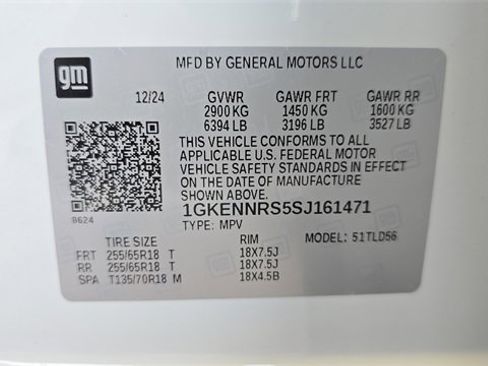 gm
MFD BY GENERAL MOTORS LLC
12/24 GVWR GAWR FRT GAWR RR
2900 KG 1450 KG 1600 KG
6394 LB 3196 LB 3527 LB
THIS VEHICLE CONFORMS TO ALL
APPLICABLE U.S. FEDERAL MOTOR
VEHICLE SAFETY STANDARDS IN EFFECT
ON THE DATE OF MANUFACTURE
SHOWN ABOVE.
8624
1GKENNRS5SJ161471
TYPE: MPV
TIRE SIZE RIM MODEL: 51TLD56
FRT 255/65R18 T 18X7.5J
RR 255/65R18 T 18X7.5J
SPA T135/70R18 M 18X4.5B